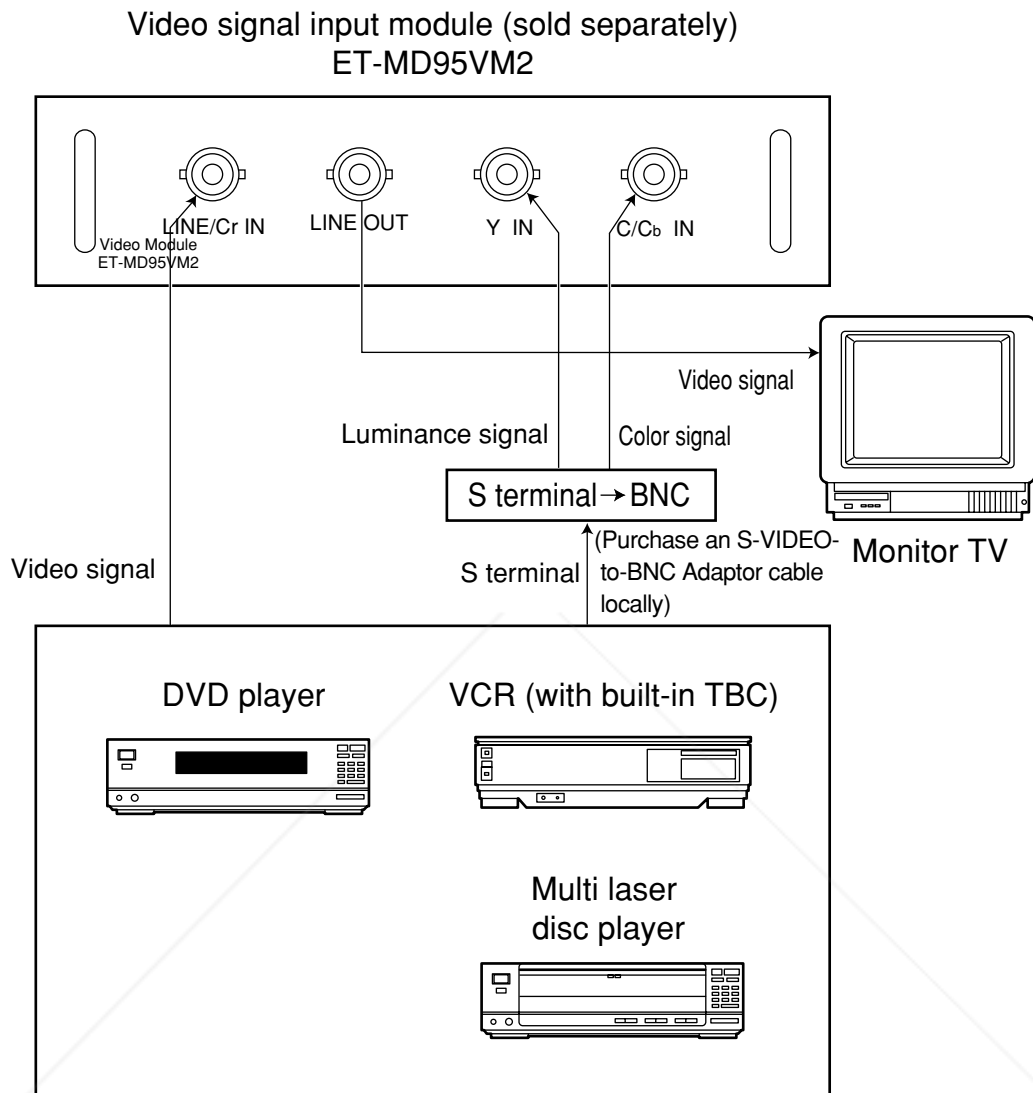 Video signal input module (sold separately)
ET-MD95VM2
LINE/Cr IN
LINE OUT
Y IN
C/Cb IN
Video Module
ET-MD95VM2
Video signal
Luminance signal
Color signal
S terminal→BNC
Monitor TV
Video signal
S terminal
(Purchase an S-VIDEO-
to-BNC Adaptor cable
locally)
DVD player
VCR (with built-in TBC)
Multi laser
disc player